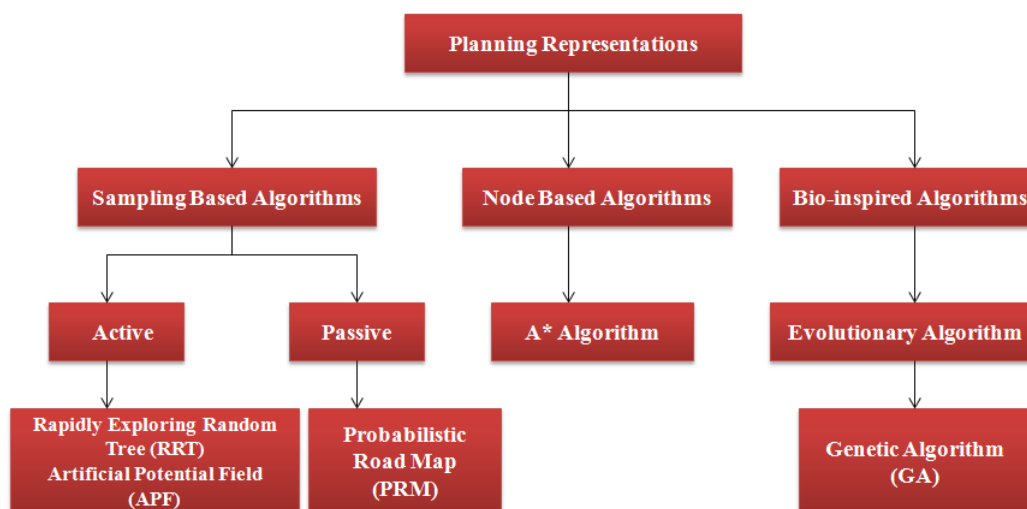 Planning Representations
Sampling Based Algorithms
Node Based Algorithms
Bio-inspired Algorithms
Active
Passive
A* Algorithm
Evolutionary Algorithm
Rapidly Exploring Random
Tree (RRT)
Artificial Potential Field
(APF)
Probabilistic
Road Map
(PRM)
Genetic Algorithm
(GA)